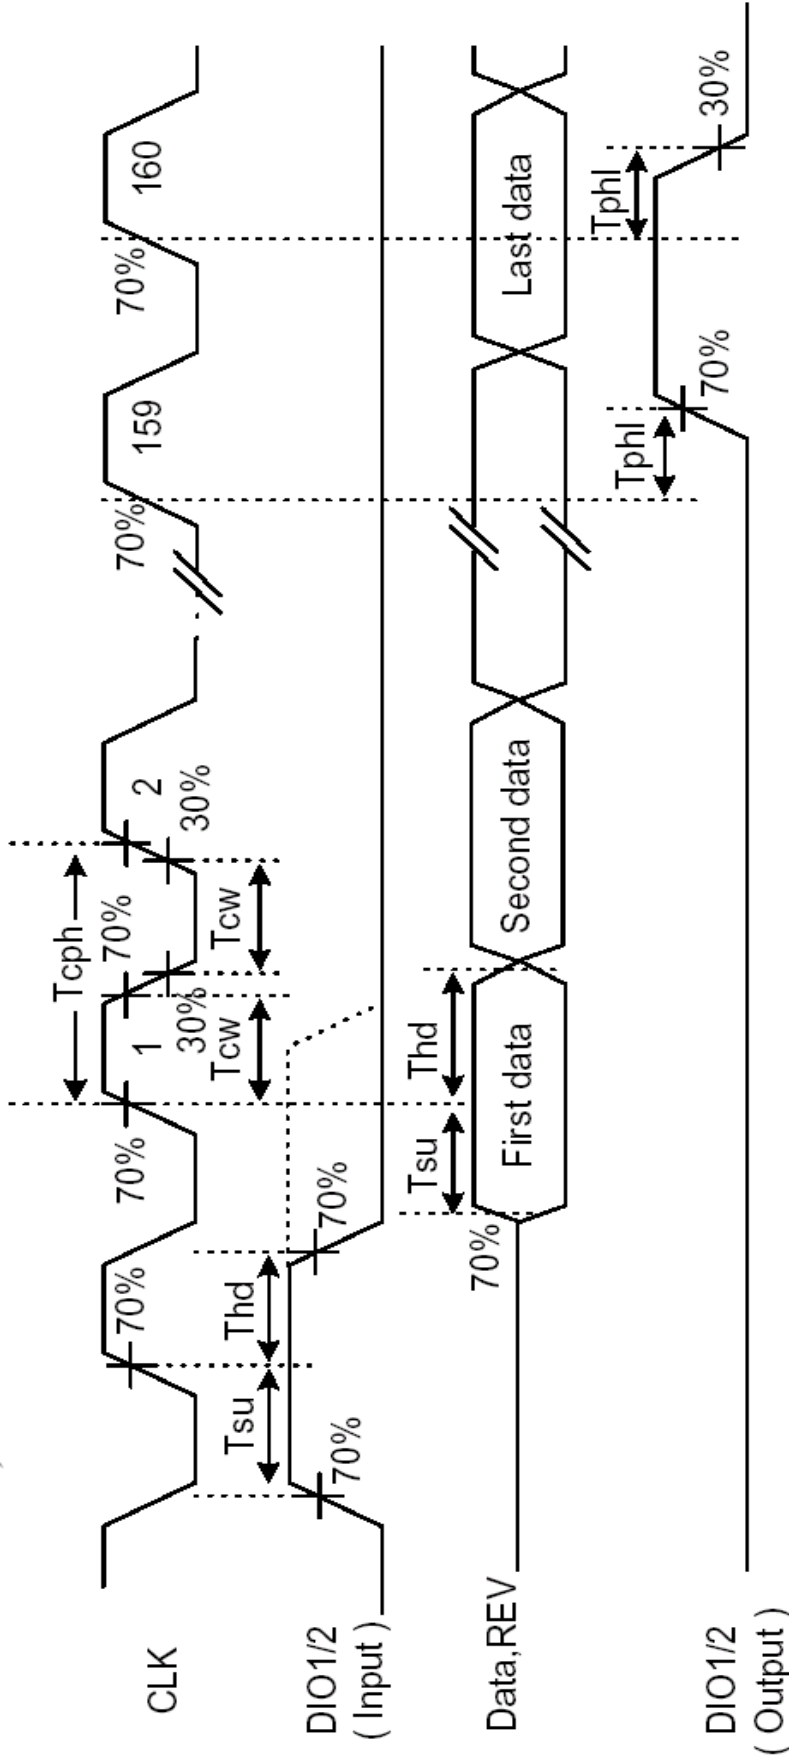 Tcph
CLK
70%
70%
1
70%
2
70%
159
70%
160
30%
30%
Tsu
Thd
Tcw
Tcw
DIO1/2
( Input )
70%
70%
Tsu
Thd
Data,REV
70%
First data
Second data
Last data
Tphl
Tphl
DIO1/2
( Output )
70%
30%